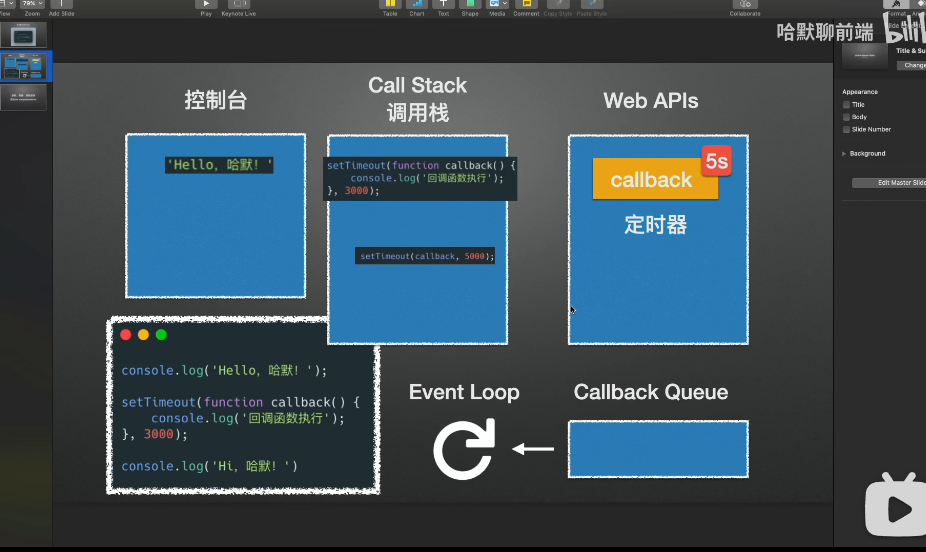 View
79%
Zoom
Add Slide
Play
Keynote Live
Table
Chart
Text
Shape
Media
Comment
Copy Style
Paste Style
Collaborate
Format
哈默聊前端
bili
控制台
Call Stack
调用栈
Web APIs
'Hello, 哈默! '
setTimeout(function callback() {
console.log('回调函数执行');
}, 3000);
setTimeout(callback, 5000);
callback
5s
定时器
console.log('Hello, 哈默! ');
setTimeout(function callback() {
console.log('回调函数执行');
}, 3000);
console.log('Hi, 哈默! ')
Event Loop
Callback Queue
Title & Su
Change
Appearance
Title
Body
Slide Number
Background
Edit Master Slide